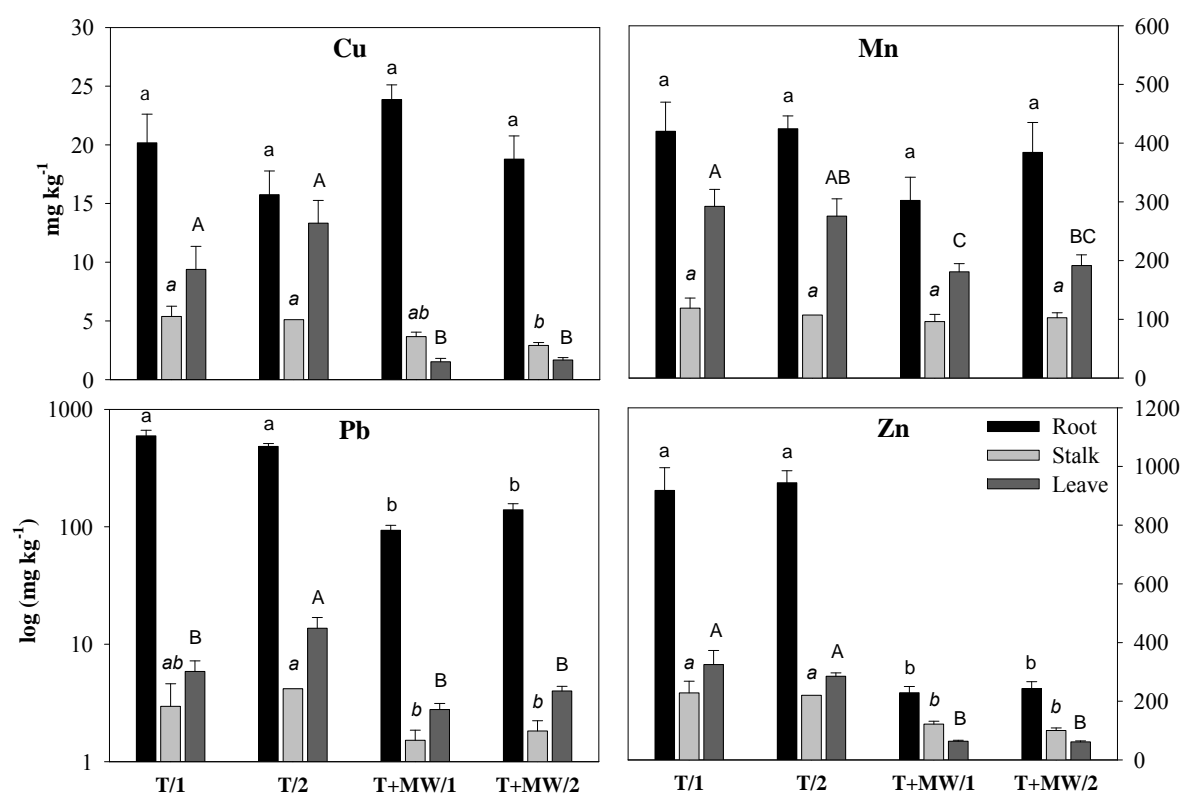 Cu
30
25
20
15
10
5
0
mg kg-1
a a a a
a a ab b
A A B B
Mn
600
500
400
300
200
100
0
a a a a
a a a a
A AB C BC
Pb
1000
100
10
1
log (mg kg-1)
a a b b
ab a b b
B A B B
T/1 T/2 T+MW/1 T+MW/2
Zn
1200
1000
800
600
400
200
0
Root
Stalk
Leave
a a b b
a a b b
A A B B
T/1 T/2 T+MW/1 T+MW/2